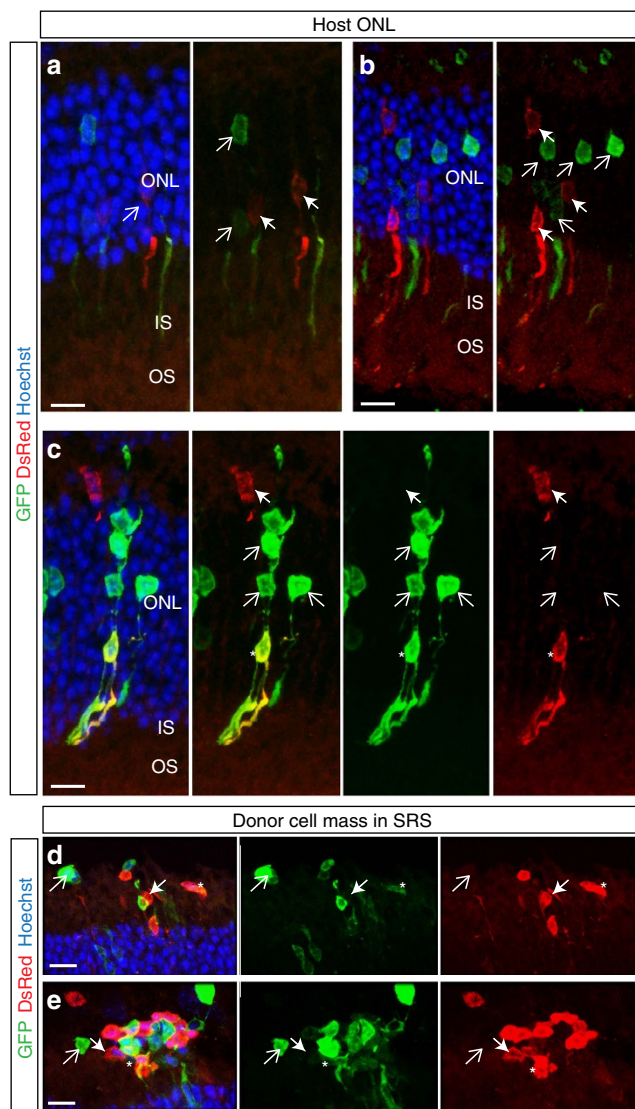 Host ONL
GFP DsRed Hoechst
a
ONL
IS
OS
b
ONL
IS
OS
c
ONL
*
*
*
IS
OS
Donor cell mass in SRS
GFP DsRed Hoechst
d
*
*
*
e
*
*
*